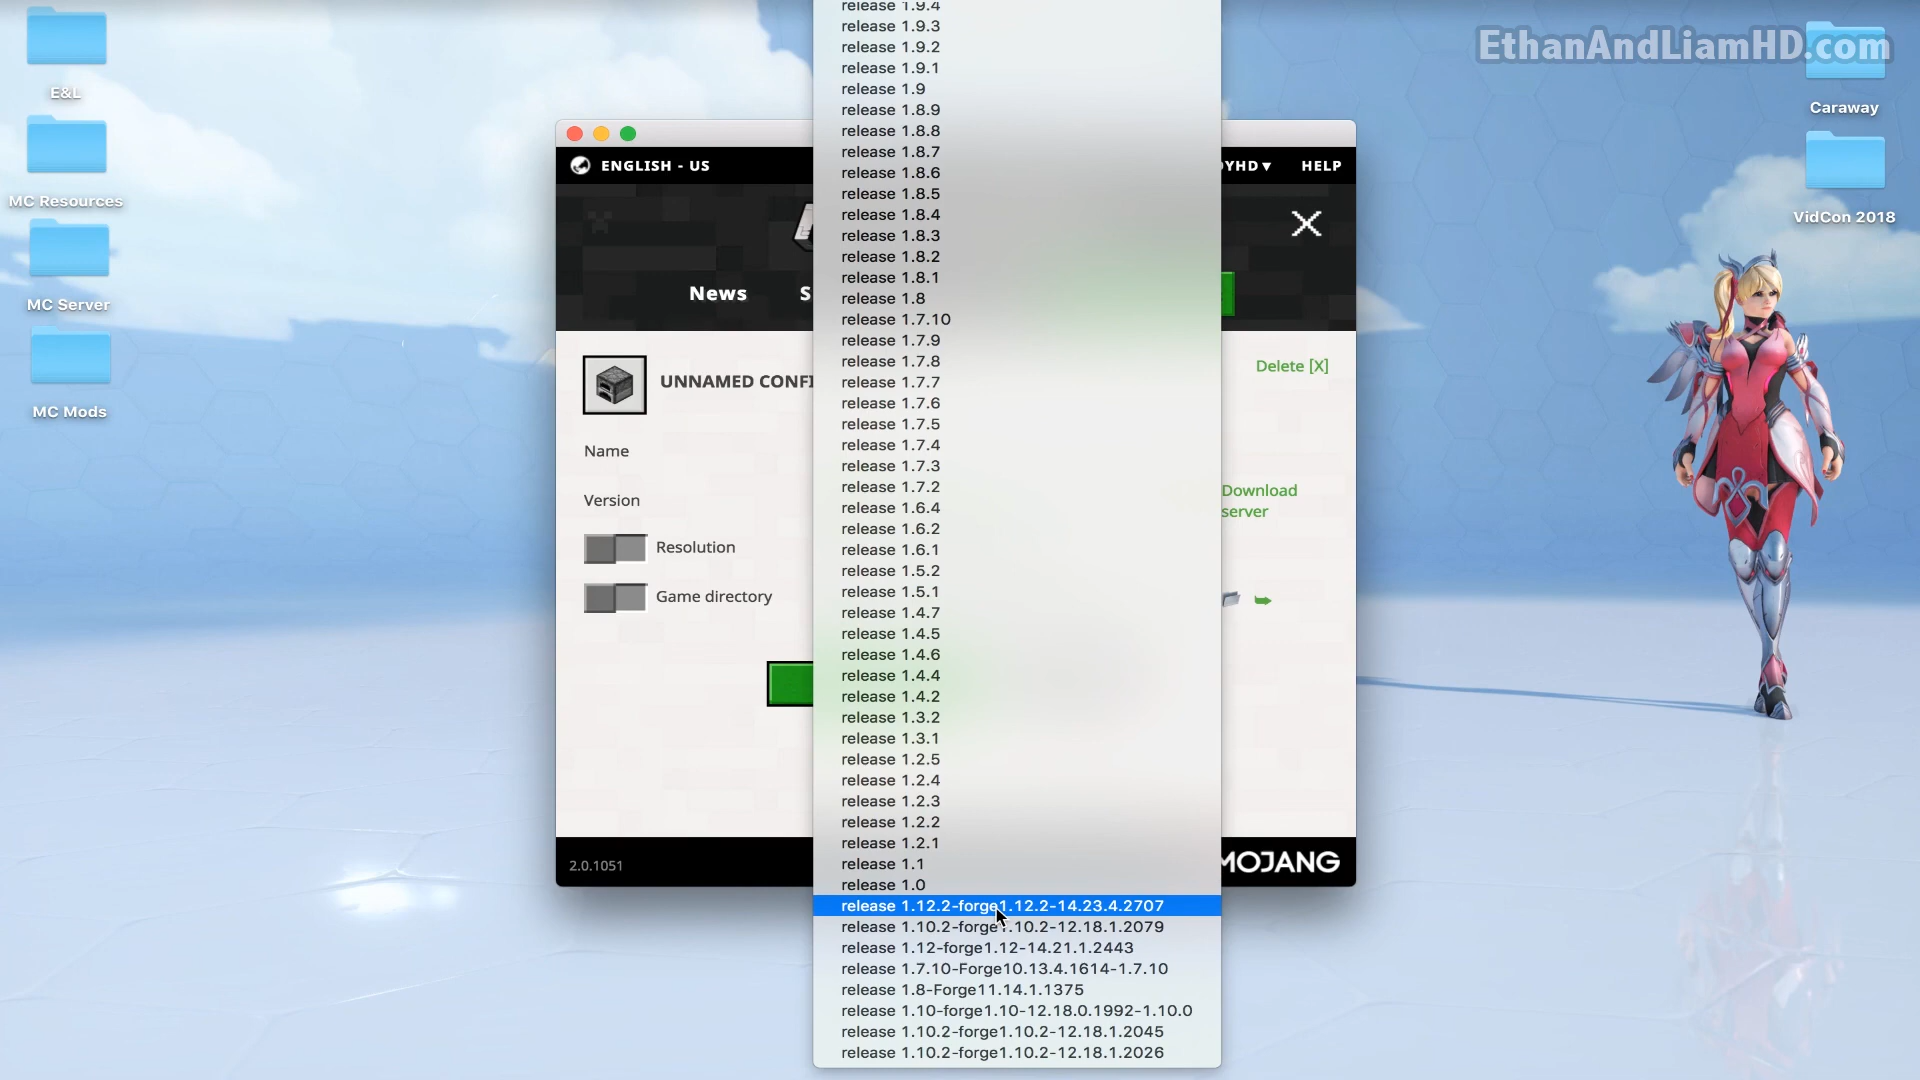 EthanAndLiamHD.com
E&L
MC Resources
MC Server
MC Mods
Caraway
VidCon 2018
ENGLISH - US
YHD▾
HELP
News
S
UNNAMED CONFI
Delete [X]
Name
Version
Download
server
Resolution
Game directory
2.0.1051
MOJANG
release 1.9.4
release 1.9.3
release 1.9.2
release 1.9.1
release 1.9
release 1.8.9
release 1.8.8
release 1.8.7
release 1.8.6
release 1.8.5
release 1.8.4
release 1.8.3
release 1.8.2
release 1.8.1
release 1.8
release 1.7.10
release 1.7.9
release 1.7.8
release 1.7.7
release 1.7.6
release 1.7.5
release 1.7.4
release 1.7.3
release 1.7.2
release 1.6.4
release 1.6.2
release 1.6.1
release 1.5.2
release 1.5.1
release 1.4.7
release 1.4.5
release 1.4.6
release 1.4.4
release 1.4.2
release 1.3.2
release 1.3.1
release 1.2.5
release 1.2.4
release 1.2.3
release 1.2.2
release 1.2.1
release 1.1
release 1.0
release 1.12.2-forge1.12.2-14.23.4.2707
release 1.10.2-forge1.10.2-12.18.1.2079
release 1.12-forge1.12-14.21.1.2443
release 1.7.10-Forge10.13.4.1614-1.7.10
release 1.8-Forge11.14.1.1375
release 1.10-forge1.10-12.18.0.1992-1.10.0
release 1.10.2-forge1.10.2-12.18.1.2045
release 1.10.2-forge1.10.2-12.18.1.2026